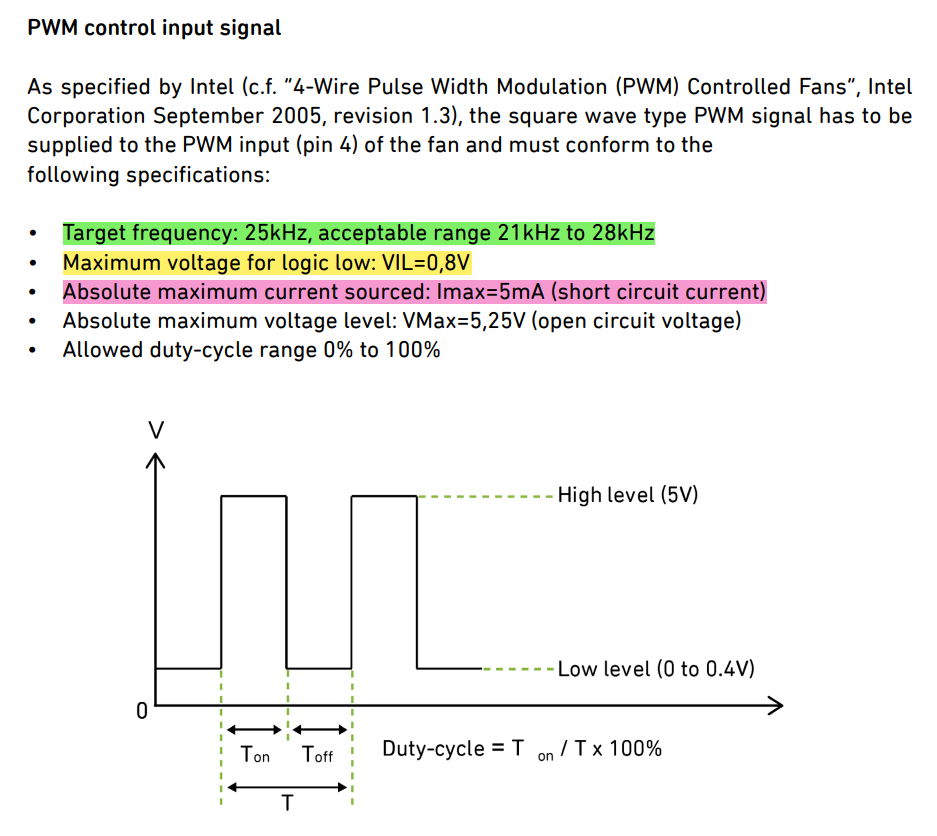 PWM control input signal
As specified by Intel (c.f. "4-Wire Pulse Width Modulation (PWM) Controlled Fans", Intel
Corporation September 2005, revision 1.3), the square wave type PWM signal has to be
supplied to the PWM input (pin 4) of the fan and must conform to the
following specifications:
• Target frequency: 25kHz, acceptable range 21kHz to 28kHz
• Maximum voltage for logic low: VIL=0,8V
• Absolute maximum current sourced: Imax=5mA (short circuit current)
• Absolute maximum voltage level: VMax=5,25V (open circuit voltage)
• Allowed duty-cycle range 0% to 100%
V
High level (5V)
Low level (0 to 0.4V)
0
Ton Toff Duty-cycle = T on / T x 100%
T